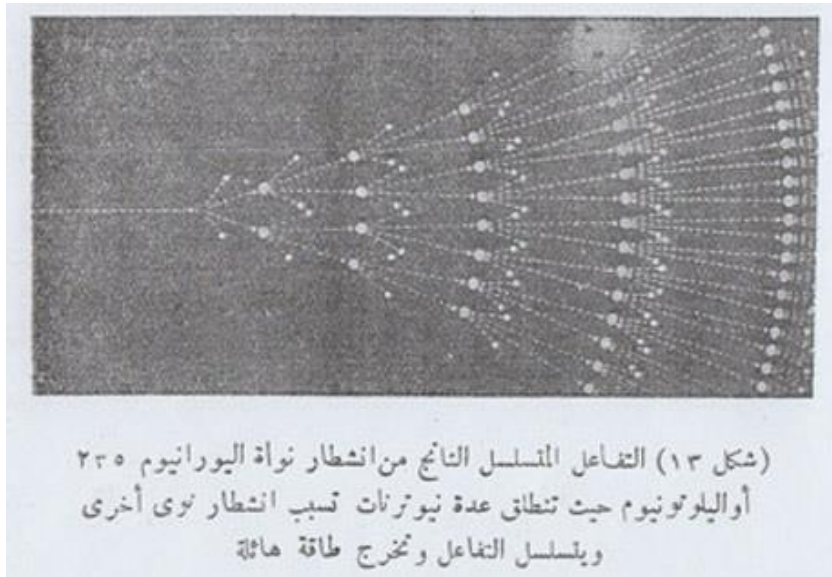 (شكل ١٣) التفاعل المتسلسل الناتج من انشطار نواة اليورانيوم ٢٣٥
أو البلوتونيوم حيث تنطلق عدة نيوترنات تسبب انشطار نوى أخرى
ويتسلسل التفاعل وتخرج طاقة هائلة